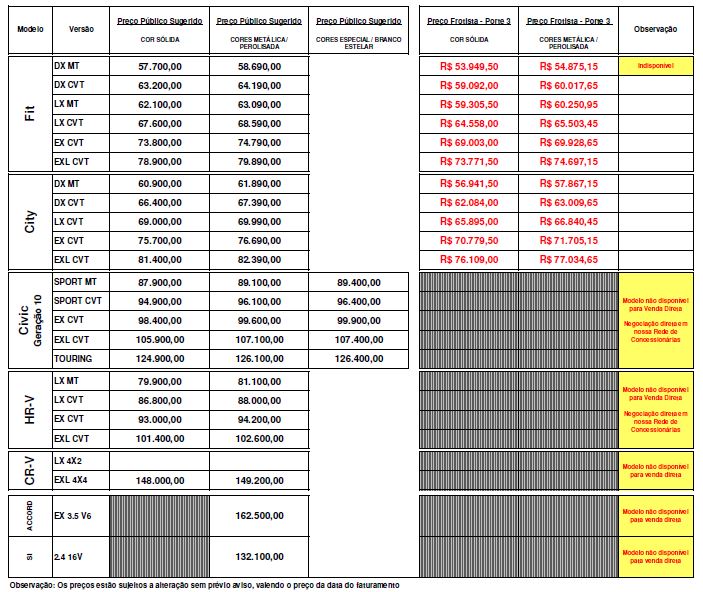 Modelo Versão Preço Público Sugerido Preço Público Sugerido Preço Público Sugerido Preço Frotista - Porte 3 Preço Frotista - Porte 3 Observação
COR SÓLIDA CORES METÁLICA/ PEROLISADA CORES ESPECIAL / BRANCO ESTELAR COR SÓLIDA CORES METÁLICA / PEROLISADA
Fit
DX MT 57.700,00 58.690,00 R$ 53.949,50 R$ 54.875,15 Indisponível
DX CVT 63.200,00 64.190,00 R$ 59.092,00 R$ 60.017,65
LX MT 62.100,00 63.090,00 R$ 59.305,50 R$ 60.250,95
LX CVT 67.600,00 68.590,00 R$ 64.558,00 R$ 65.503,45
EX CVT 73.800,00 74.790,00 R$ 69.003,00 R$ 69.928,65
EXL CVT 78.900,00 79.890,00 R$ 73.771,50 R$ 74.697,15
City
DX MT 60.900,00 61.890,00 R$ 56.941,50 R$ 57.867,15
DX CVT 66.400,00 67.390,00 R$ 62.084,00 R$ 63.009,65
LX CVT 69.000,00 69.990,00 R$ 65.895,00 R$ 66.840,45
EX CVT 75.700,00 76.690,00 R$ 70.779,50 R$ 71.705,15
EXL CVT 81.400,00 82.390,00 R$ 76.109,00 R$ 77.034,65
Civic
Geração 10
SPORT MT 87.900,00 89.100,00 89.400,00
SPORT CVT 94.900,00 96.100,00 96.400,00
EX CVT 98.400,00 99.600,00 99.900,00
EXL CVT 105.900,00 107.100,00 107.400,00
TOURING 124.900,00 126.100,00 126.400,00
Modelo não disponível
para Venda Direta
Negociação direta em
nossa Rede de
Concessionárias
HR-V
LX MT 79.900,00 81.100,00
LX CVT 86.800,00 88.000,00
EX CVT 93.000,00 94.200,00
EXL CVT 101.400,00 102.600,00
Modelo não disponível
para Venda Direta
Negociação direta em
nossa Rede de
Concessionárias
CR-V
LX 4X2
EXL 4X4 148.000,00 149.200,00
Modelo não disponível
para venda direta
ACCORD
EX 3.5 V6 162.500,00
Modelo não disponível
para venda direta
SI
2.4 16V 132.100,00
Modelo não disponível
para venda direta
Observação: Os preços estão sujeitos a alteração sem prévio aviso, valendo o preço da data do faturamento